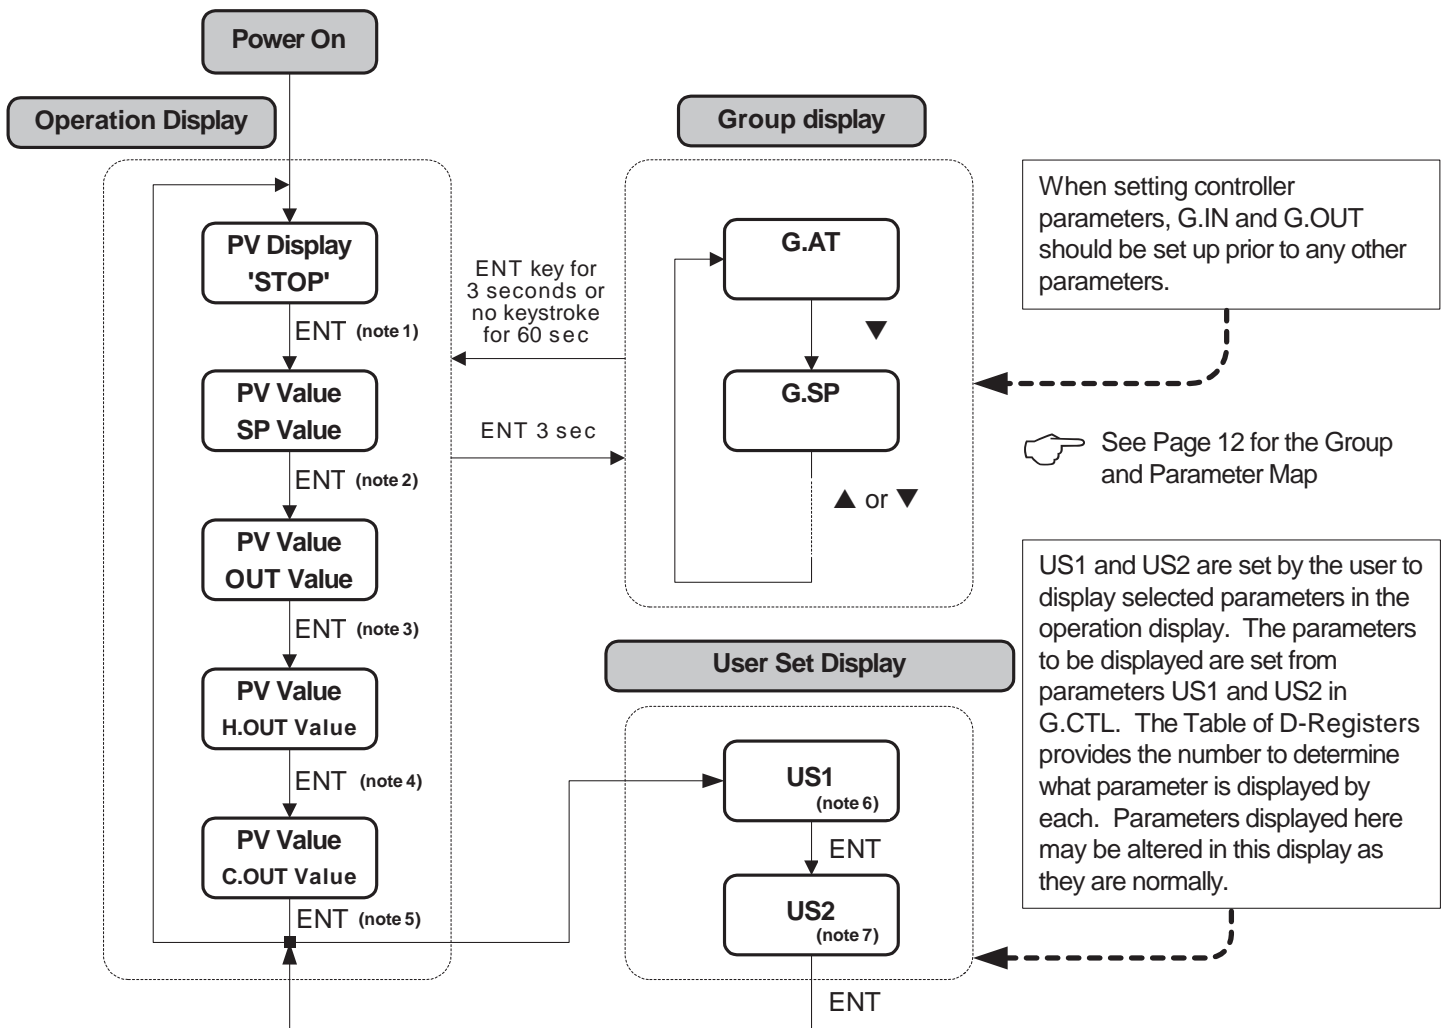 Power On
Operation Display
PV Display
'STOP'
ENT (note 1)
PV Value
SP Value
ENT (note 2)
PV Value
OUT Value
ENT (note 3)
PV Value
H.OUT Value
ENT (note 4)
PV Value
C.OUT Value
ENT (note 5)
ENT key for
3 seconds or
no keystroke
for 60 sec
ENT 3 sec
Group display
G.AT
▼
G.SP
▲ or ▼
User Set Display
US1
(note 6)
ENT
US2
(note 7)
ENT
When setting controller
parameters, G.IN and G.OUT
should be set up prior to any other
parameters.
See Page 12 for the Group
and Parameter Map
US1 and US2 are set by the user to
display selected parameters in the
operation display. The parameters
to be displayed are set from
parameters US1 and US2 in
G.CTL. The Table of D-Registers
provides the number to determine
what parameter is displayed by
each. Parameters displayed here
may be altered in this display as
they are normally.